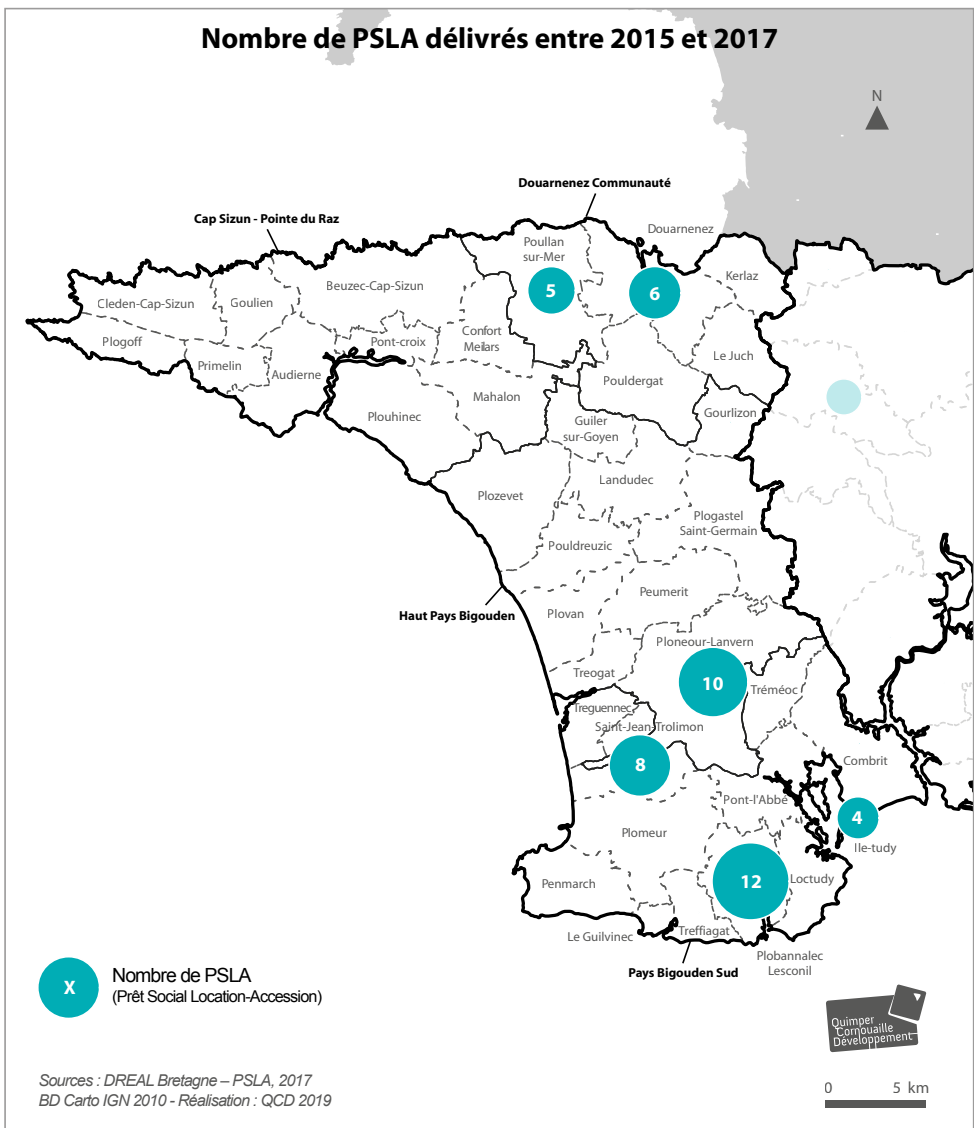 Nombre de PSLA délivrés entre 2015 et 2017
N
Douarnenez Communauté
Cap Sizun - Pointe du Raz
Douarnenez
Poullan
sur-Mer
Kerlaz
Beuzec-Cap-Sizun
Cleden-Cap-Sizun
Goulien
5
6
Plogoff
Pont-croix
Confort
Meilars
Le Juch
Primelin
Audierne
Pouldergat
Mahalon
Plouhinec
Gourlizon
Guiler
sur-Goyen
Landudec
Plozevet
Plogastel
Saint-Germain
Pouldreuzic
Peumerit
Haut Pays Bigouden
Plovan
Ploneour-Lanvern
Treogat
10
Tréméoc
Treguennec
Saint-Jean-Trolimon
8
Combrit
Pont-l'Abbé
4
Plomeur
Ile-tudy
12
Penmarch
Loctudy
Le Guilvinec
Treffiagat
Plobannalec
Lesconil
Pays Bigouden Sud
X
Nombre de PSLA
(Prêt Social Location-Accession)
Quimper
Cornouaille
Développement
Sources : DREAL Bretagne – PSLA, 2017
BD Carto IGN 2010 - Réalisation : QCD 2019
0 5 km